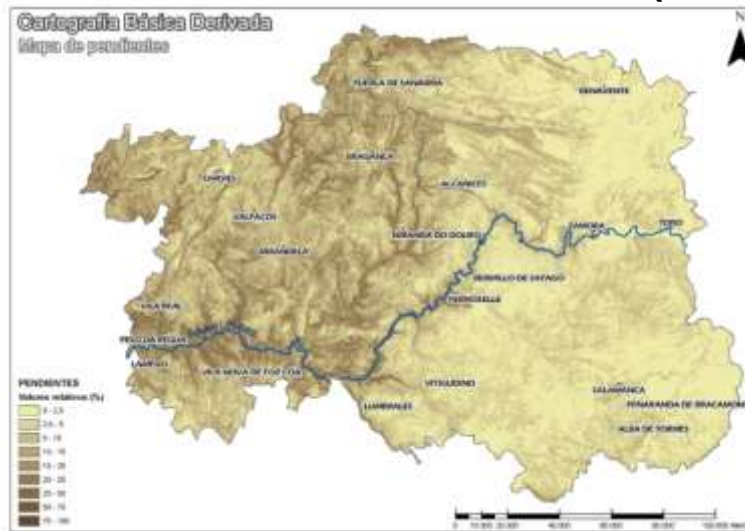 Cartografía Básica Derivada
Mapa de pendientes
N
PUEBLA DE SANABRIA
BENAVENTE
BRAGANÇA
CHAVES
ALCAÑICES
VALPAÇOS
ZAMORA
TORO
MIRANDA DO DOURO
MIRANDELA
BERMILLO DE SAYAGO
FERMOSELLE
VILA REAL
PESO DA REGUA
LAMEGO
VILA NOVA DE FOZ COA
VITIGUDINO
LUMBRALES
SALAMANCA
PEÑARANDA DE BRACAMONTE
ALBA DE TORMES
PENDIENTES
Valores relativos (%)
0 - 2,5
2,5 - 5
5 - 10
10 - 15
15 - 20
20 - 25
25 - 50
50 - 75
75 - 100